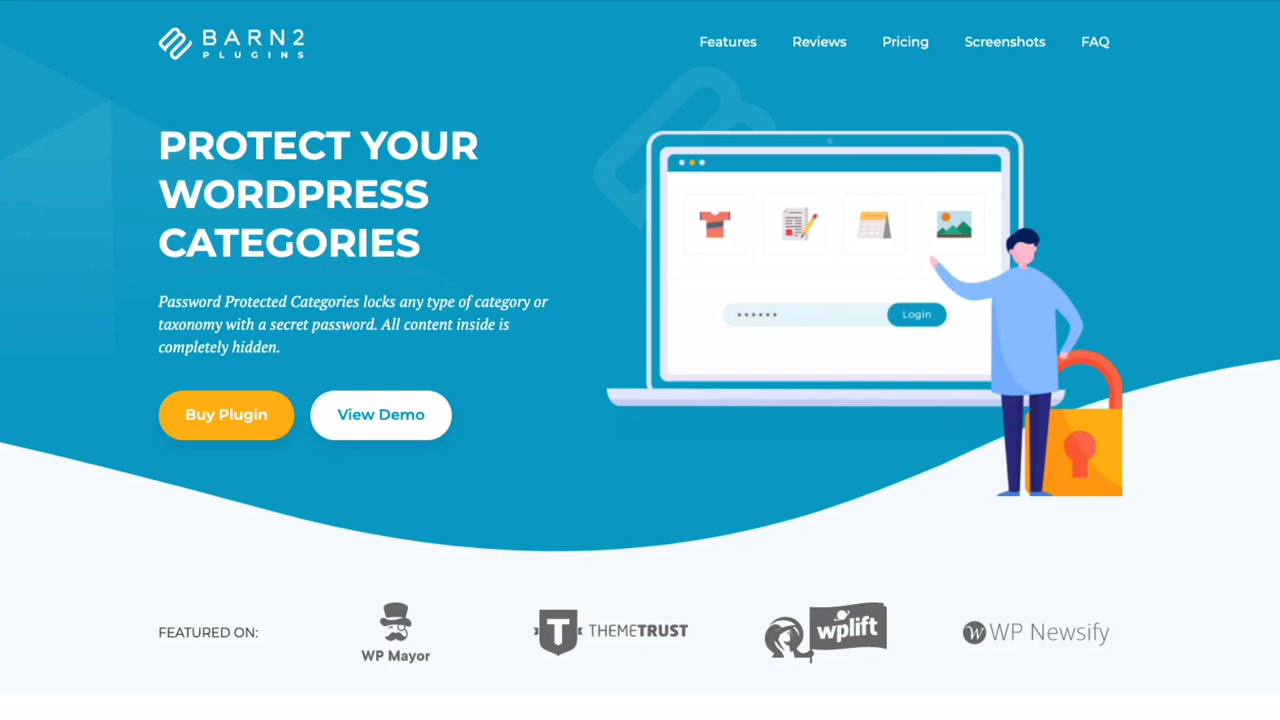 BARN2
PLUGINS
Features
Reviews
Pricing
Screenshots
FAQ
PROTECT YOUR
WORDPRESS
CATEGORIES
Password Protected Categories locks any type of category or
taxonomy with a secret password. All content inside is
completely hidden.
Buy Plugin
View Demo
Login
FEATURED ON:
WP Mayor
T THEMETRUST
wplift
W WP Newsify